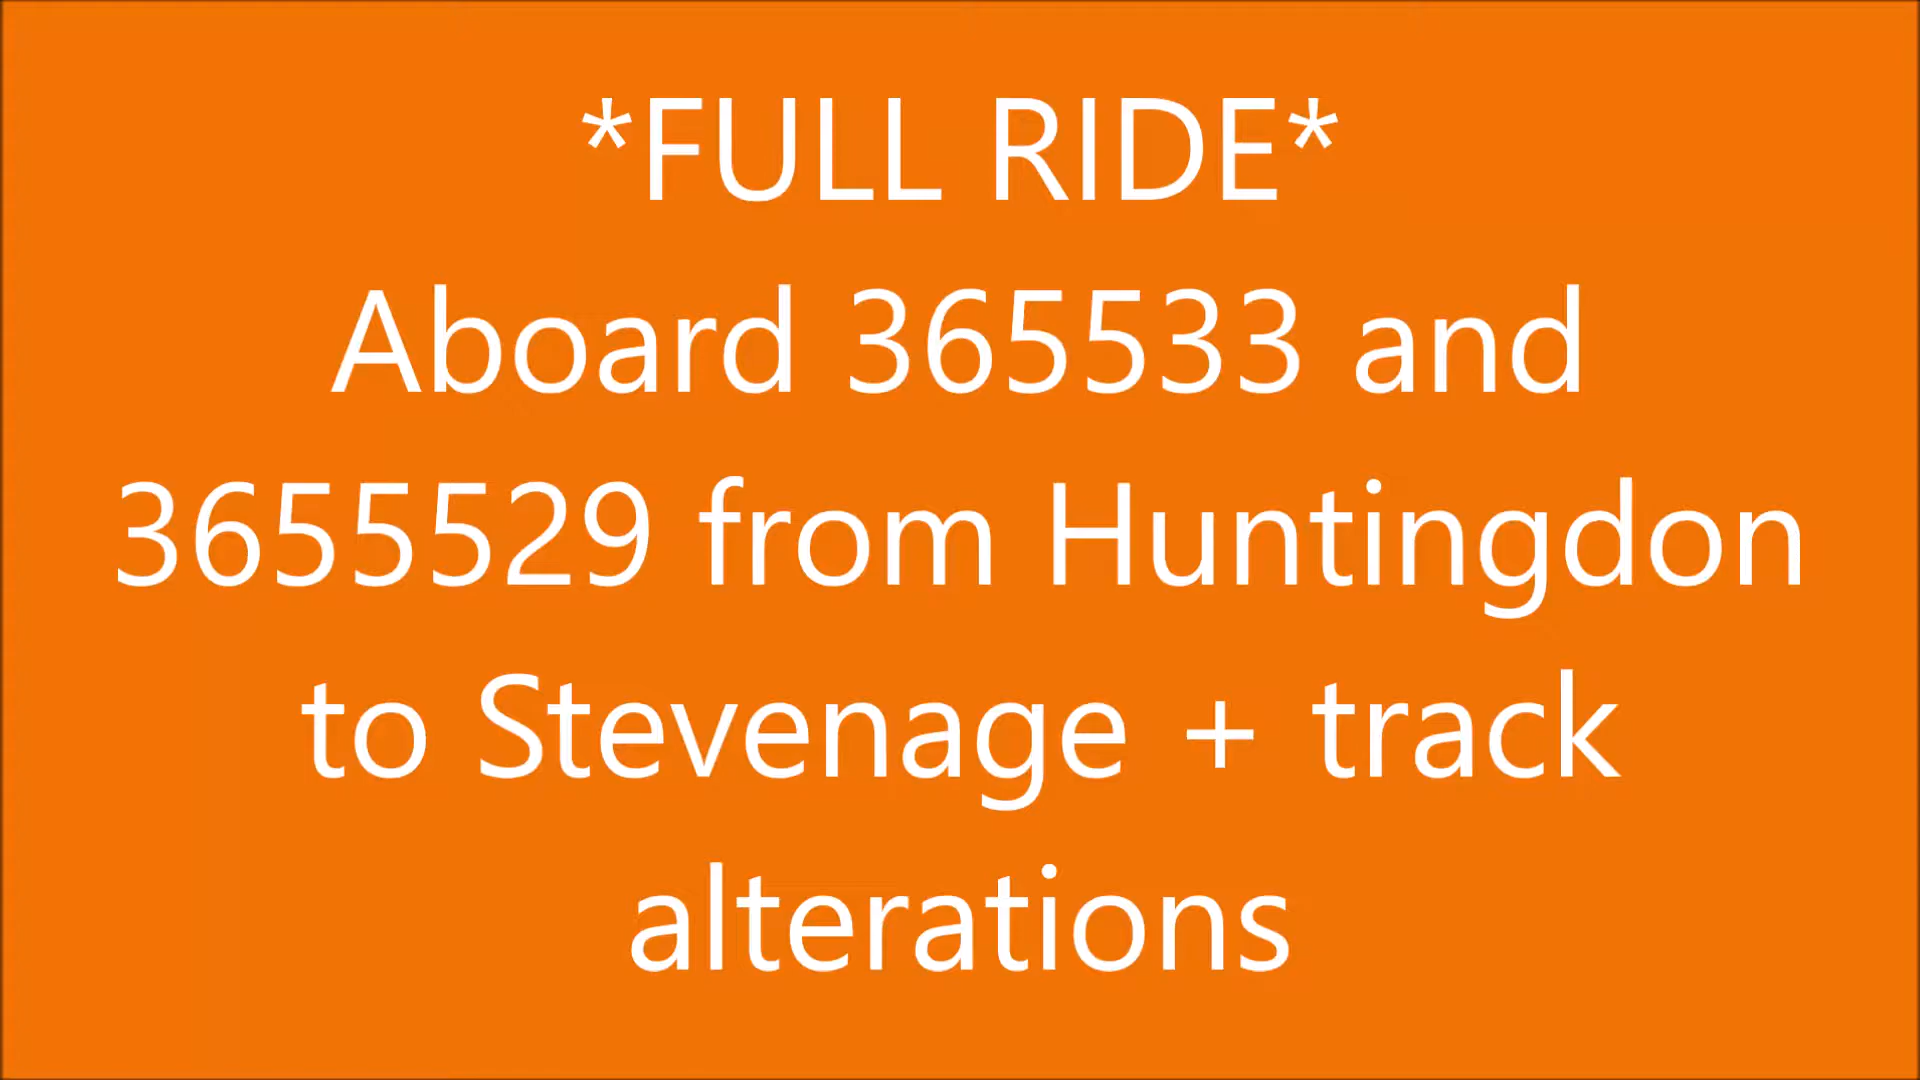 *FULL RIDE*
Aboard 365533 and
3655529 from Huntingdon
to Stevenage + track
alterations